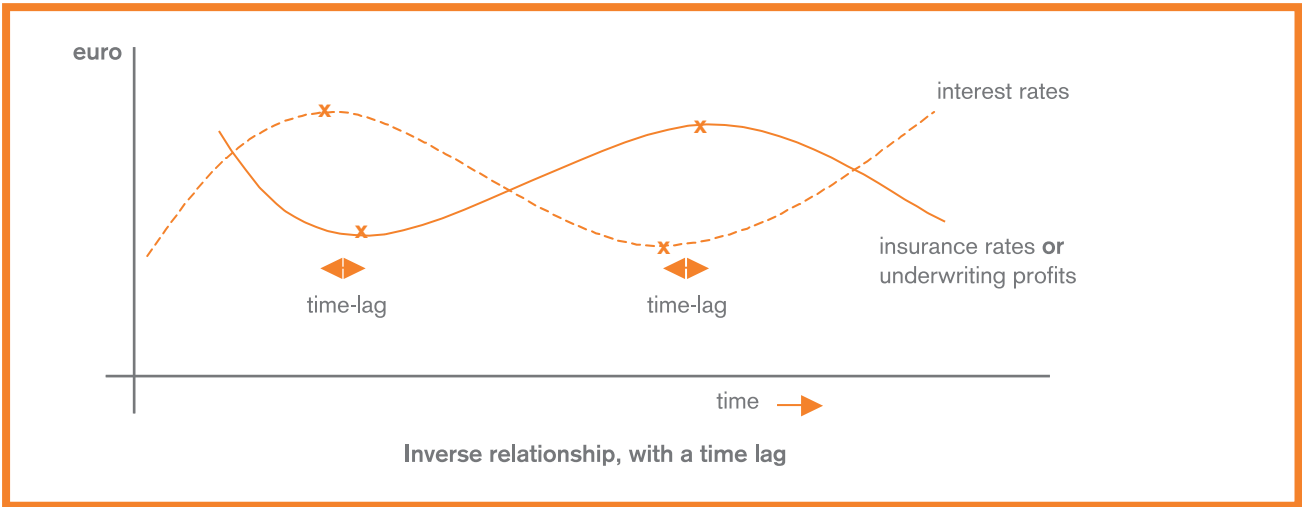 euro
interest rates
insurance rates or
underwriting profits
x
x
x
x
time-lag
time-lag
time
Inverse relationship, with a time lag